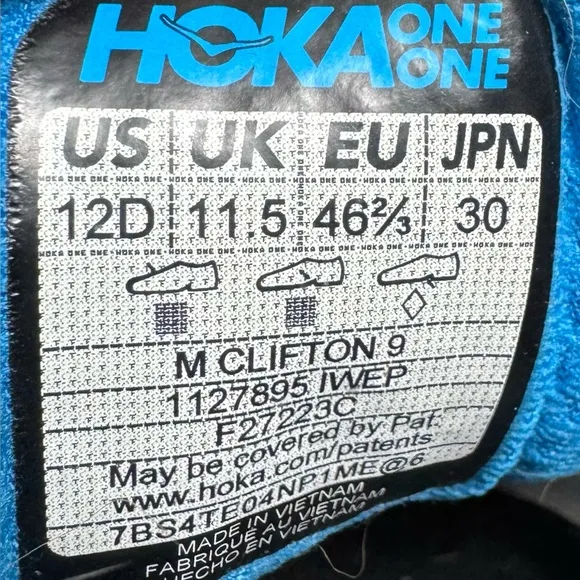 HOKA ONE ONE
US UK EU JPN
12D 11.5 46⅔ 30
M CLIFTON 9
1127895 IWEP
F27223C
May be covered by Pat.
www.hoka.com/patents
7BS4TE04NP1ME@6
MADE IN VIETNAM
FABRIQUÉ AU VIETNAM
HECHO EN VIETNAM